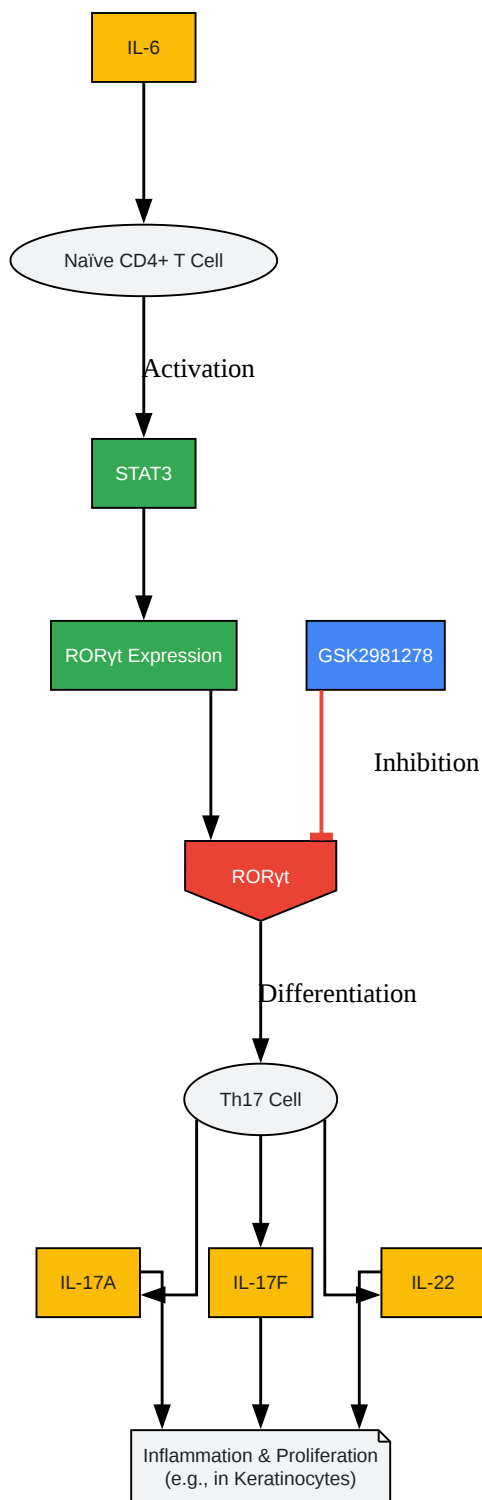 IL-6
Naïve CD4+ T Cell
Activation
STAT3
RORγt Expression
GSK2981278
Inhibition
RORγt
Differentiation
Th17 Cell
IL-17A
IL-17F
IL-22
Inflammation & Proliferation
(e.g., in Keratinocytes)